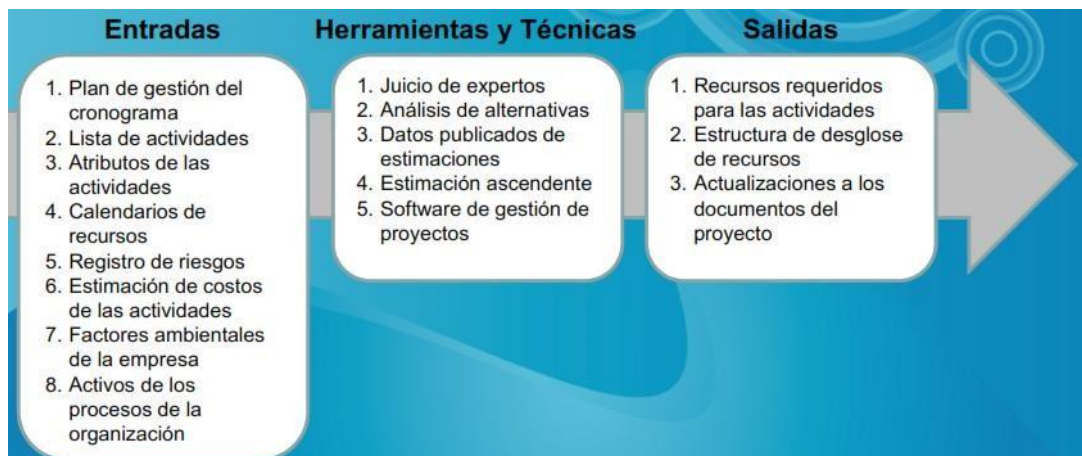 Entradas
1. Plan de gestión del
cronograma
2. Lista de actividades
3. Atributos de las
actividades
4. Calendarios de
recursos
5. Registro de riesgos
6. Estimación de costos
de las actividades
7. Factores ambientales
de la empresa
8. Activos de los
procesos de la
organización
Herramientas y Técnicas
1. Juicio de expertos
2. Análisis de alternativas
3. Datos publicados de
estimaciones
4. Estimación ascendente
5. Software de gestión de
proyectos
Salidas
1. Recursos requeridos
para las actividades
2. Estructura de desglose
de recursos
3. Actualizaciones a los
documentos del
proyecto